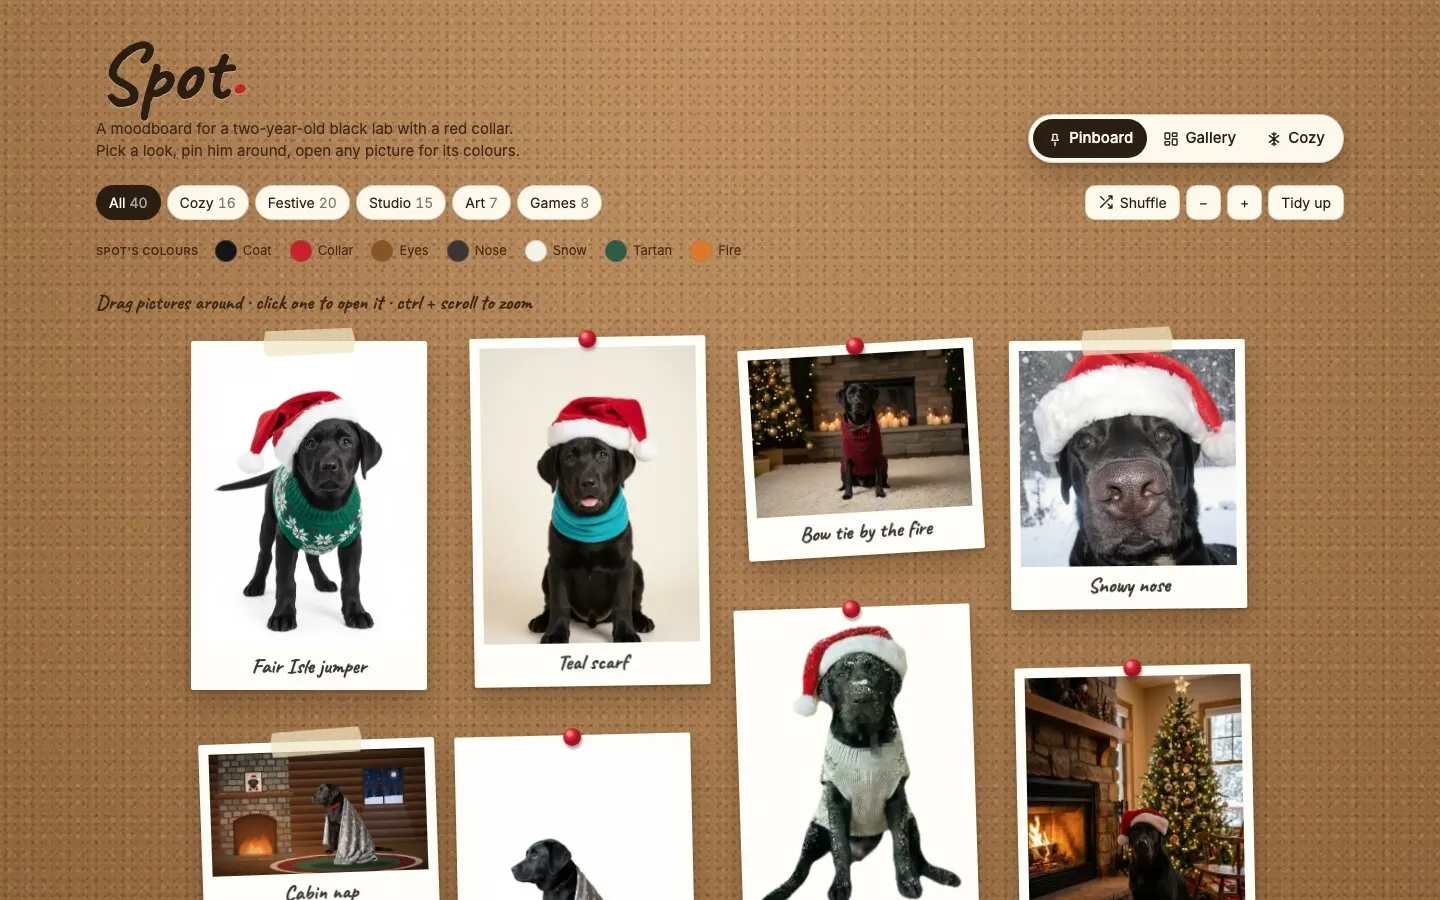 Spot.
A moodboard for a two-year-old black lab with a red collar.
Pick a look, pin him around, open any picture for its colours.
Pinboard
Gallery
Cozy
All 40
Cozy 16
Festive 20
Studio 15
Art 7
Games 8
Shuffle
−
+
Tidy up
SPOT'S COLOURS
Coat
Collar
Eyes
Nose
Snow
Tartan
Fire
Drag pictures around · click one to open it · ctrl + scroll to zoom
Fair Isle jumper
Teal scarf
Bow tie by the fire
Snowy nose
Cabin nap